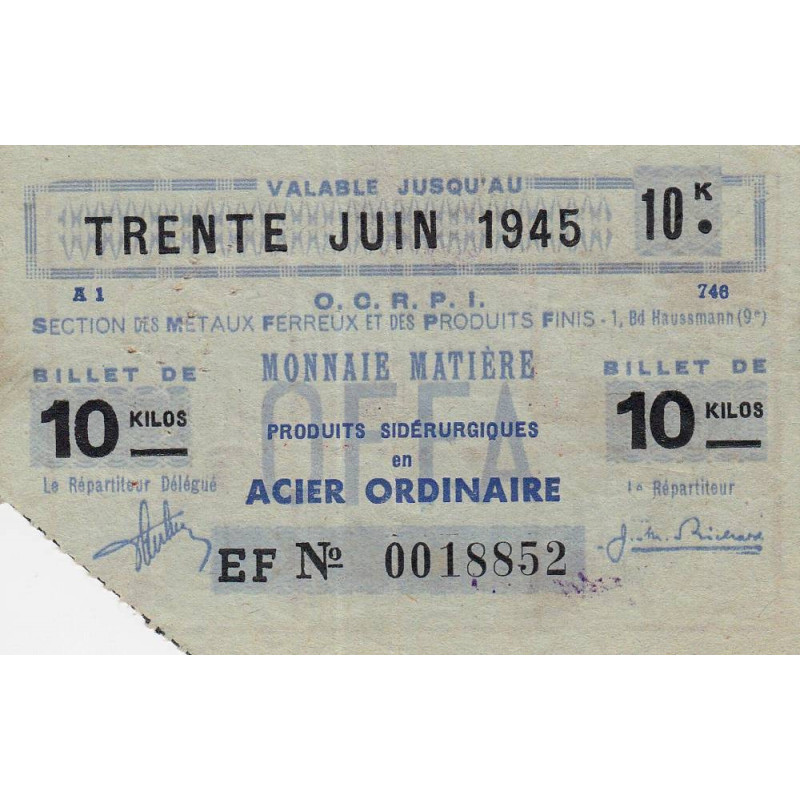 VALABLE JUSQU'AU
TRENTE JUIN 1945
10 K.
A 1
O. C. R. P. I.
746
SECTION DES METAUX FERREUX ET DES PRODUITS FINIS - 1, Bd Haussmann (9e)
BILLET DE
10 KILOS
Le Répartiteur Délégué
MONNAIE MATIÈRE
OFFA
PRODUITS SIDÉRURGIQUES
en
ACIER ORDINAIRE
BILLET DE
10 KILOS
Le Répartiteur
EF No 0018852